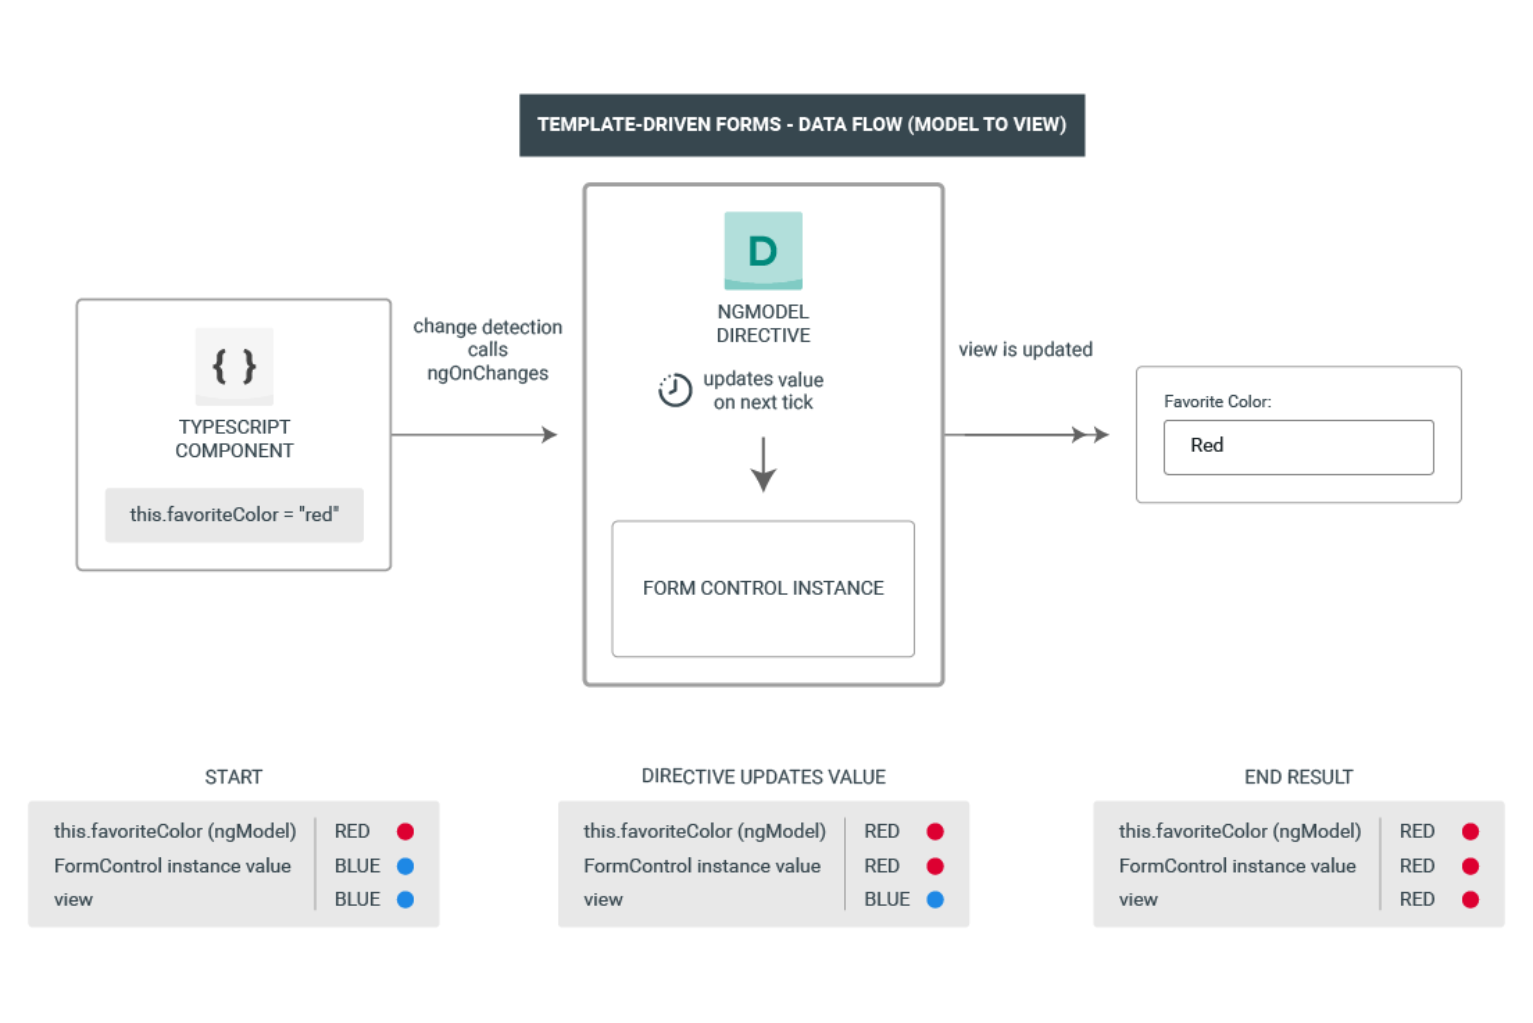 TEMPLATE-DRIVEN FORMS - DATA FLOW (MODEL TO VIEW)
{ }
TYPESCRIPT
COMPONENT
this.favoriteColor = "red"
change detection
calls
ngOnChanges
D
NGMODEL
DIRECTIVE
updates value
on next tick
FORM CONTROL INSTANCE
view is updated
Favorite Color:
Red
START
this.favoriteColor (ngModel) RED
FormControl instance value BLUE
view BLUE
DIRECTIVE UPDATES VALUE
this.favoriteColor (ngModel) RED
FormControl instance value RED
view BLUE
END RESULT
this.favoriteColor (ngModel) RED
FormControl instance value RED
view RED